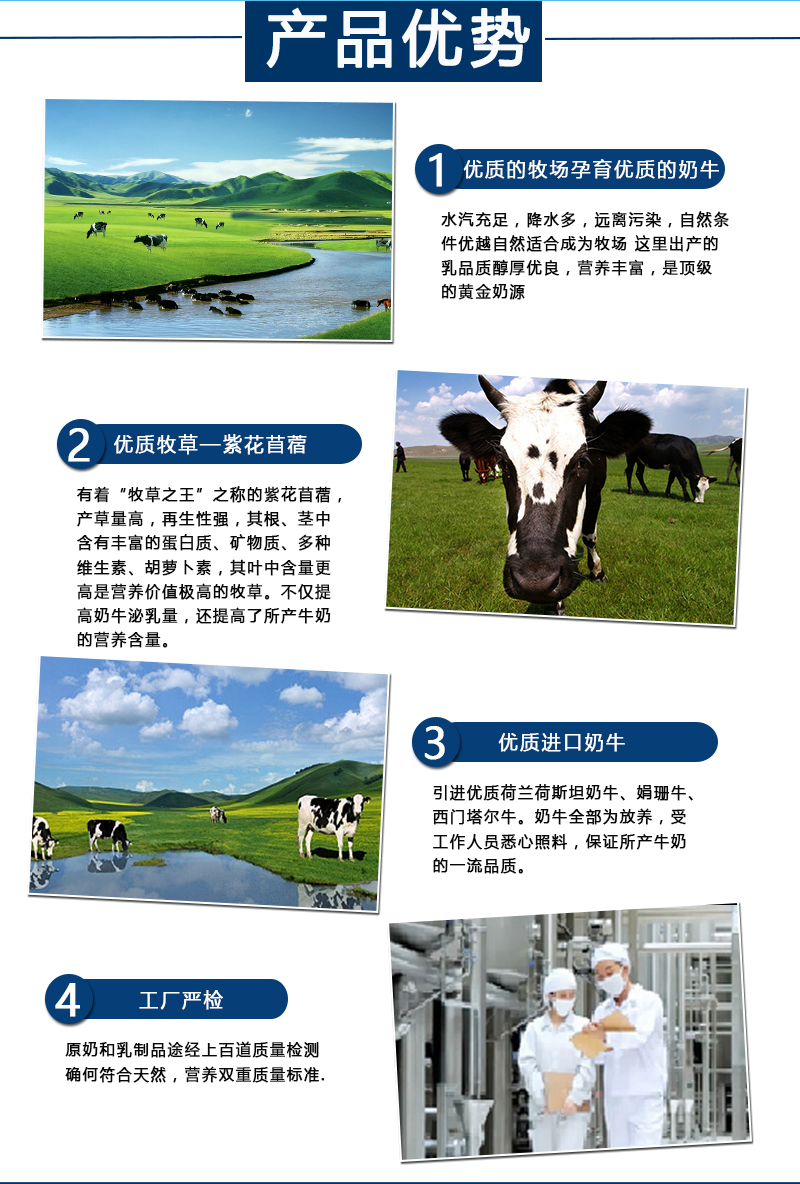 产品优势
1 优质的牧场孕育优质的奶牛
水汽充足，降水多，远离污染，自然条
件优越自然适合成为牧场 这里出产的
乳品质醇厚优良，营养丰富，是顶级
的黄金奶源
2 优质牧草—紫花苜蓿
有着“牧草之王”之称的紫花苜蓿，
产草量高，再生性强，其根、茎中
含有丰富的蛋白质、矿物质、多种
维生素、胡萝卜素，其叶中含量更
高是营养价值极高的牧草。不仅提
高奶牛泌乳量，还提高了所产牛奶
的营养含量。
3 优质进口奶牛
引进优质荷兰荷斯坦奶牛、娟珊牛、
西门塔尔牛。奶牛全部为放养，受
工作人员悉心照料，保证所产牛奶
的一流品质。
4 工厂严检
原奶和乳制品途经上百道质量检测
确何符合天然，营养双重质量标准.